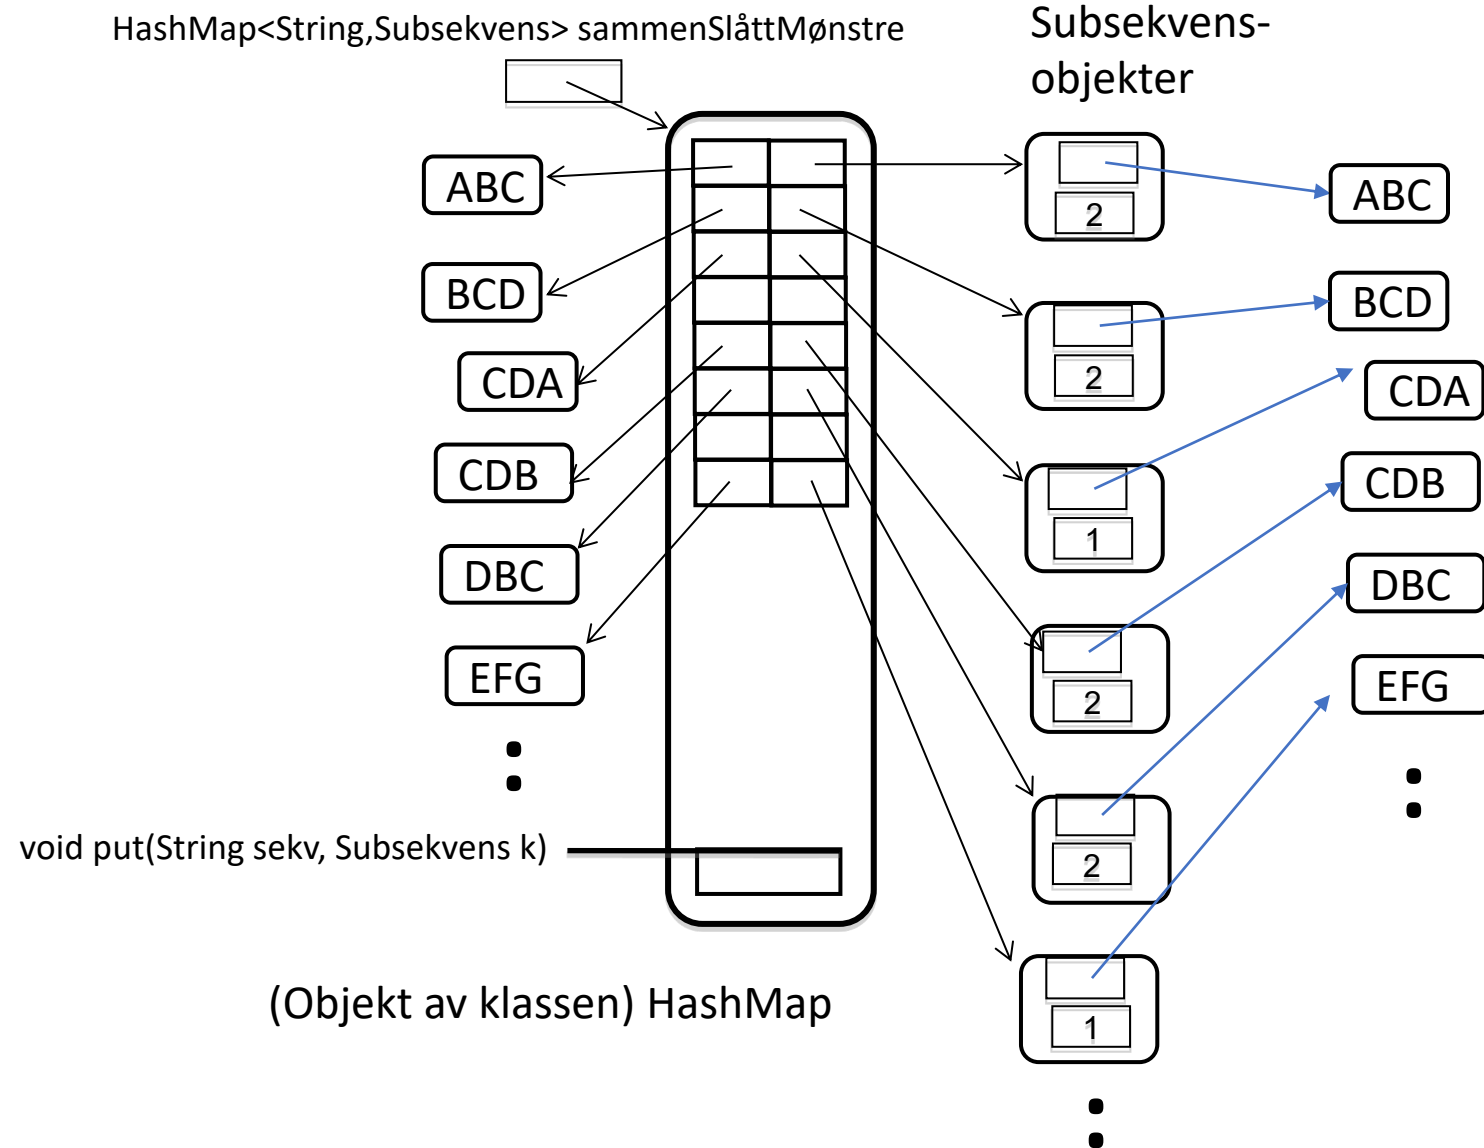 HashMap<String,Subsekvens> sammenSlåttMønstre
Subsekvens-
objekter
ABC
BCD
CDA
CDB
DBC
EFG
:
2
2
1
2
2
1
:
ABC
BCD
CDA
CDB
DBC
EFG
:
void put(String sekv, Subsekvens k)
(Objekt av klassen) HashMap